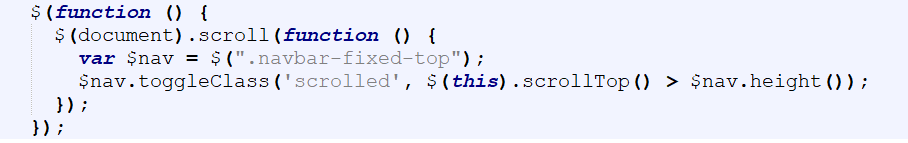 $(function () {
  $(document).scroll(function () {
    var $nav = $(".navbar-fixed-top");
    $nav.toggleClass('scrolled', $(this).scrollTop() > $nav.height());
  });
});